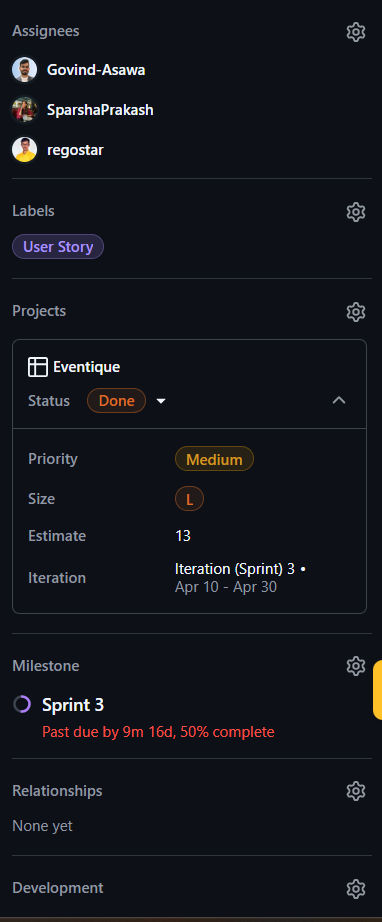 Assignees
Govind-Asawa
SparshaPrakash
regostar
Labels
User Story
Projects
Eventique
Status Done
Priority Medium
Size L
Estimate 13
Iteration Iteration (Sprint) 3 •
Apr 10 - Apr 30
Milestone
Sprint 3
Past due by 9m 16d, 50% complete
Relationships
None yet
Development